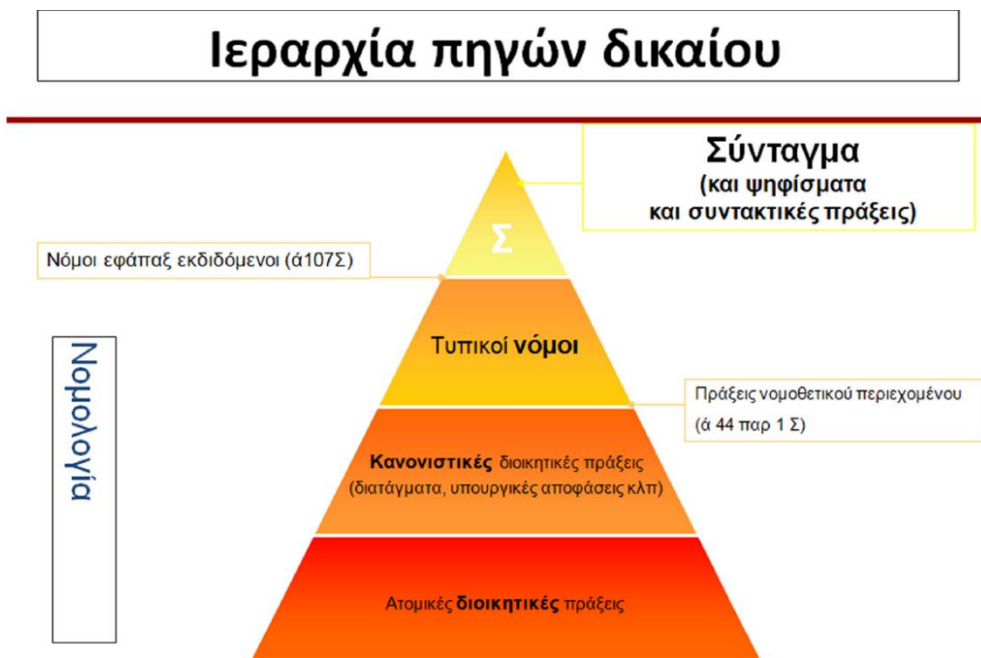 Ιεραρχία πηγών δικαίου
Σύνταγμα
(και ψηφίσματα
και συντακτικές πράξεις)
Σ
Νόμοι εφάπαξ εκδιδόμενοι (ά107Σ)
Τυπικοί νόμοι
Πράξεις νομοθετικού περιεχομένου
(ά 44 παρ 1 Σ)
Νομολογία
Κανονιστικές διοικητικές πράξεις
(διατάγματα, υπουργικές αποφάσεις κλπ)
Ατομικές διοικητικές πράξεις